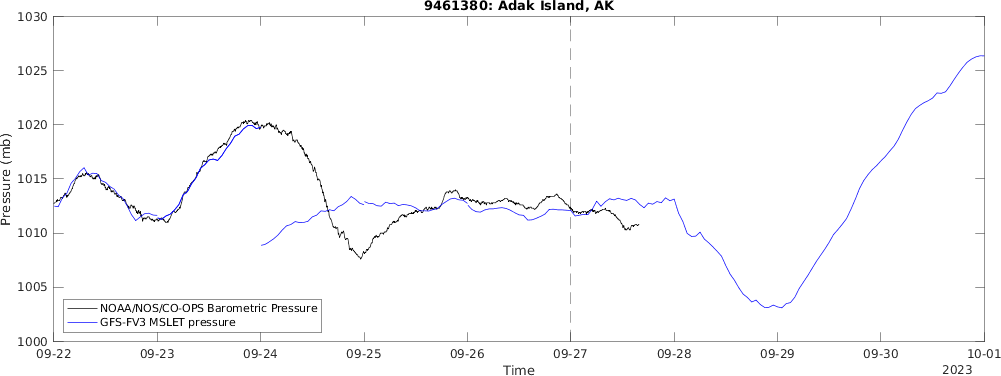 9461380: Adak Island, AK
Pressure (mb)
1030
1025
1020
1015
1010
1005
1000
NOAA/NOS/CO-OPS Barometric Pressure
GFS-FV3 MSLET pressure
09-22 09-23 09-24 09-25 09-26 09-27 09-28 09-29 09-30 10-01
Time
2023